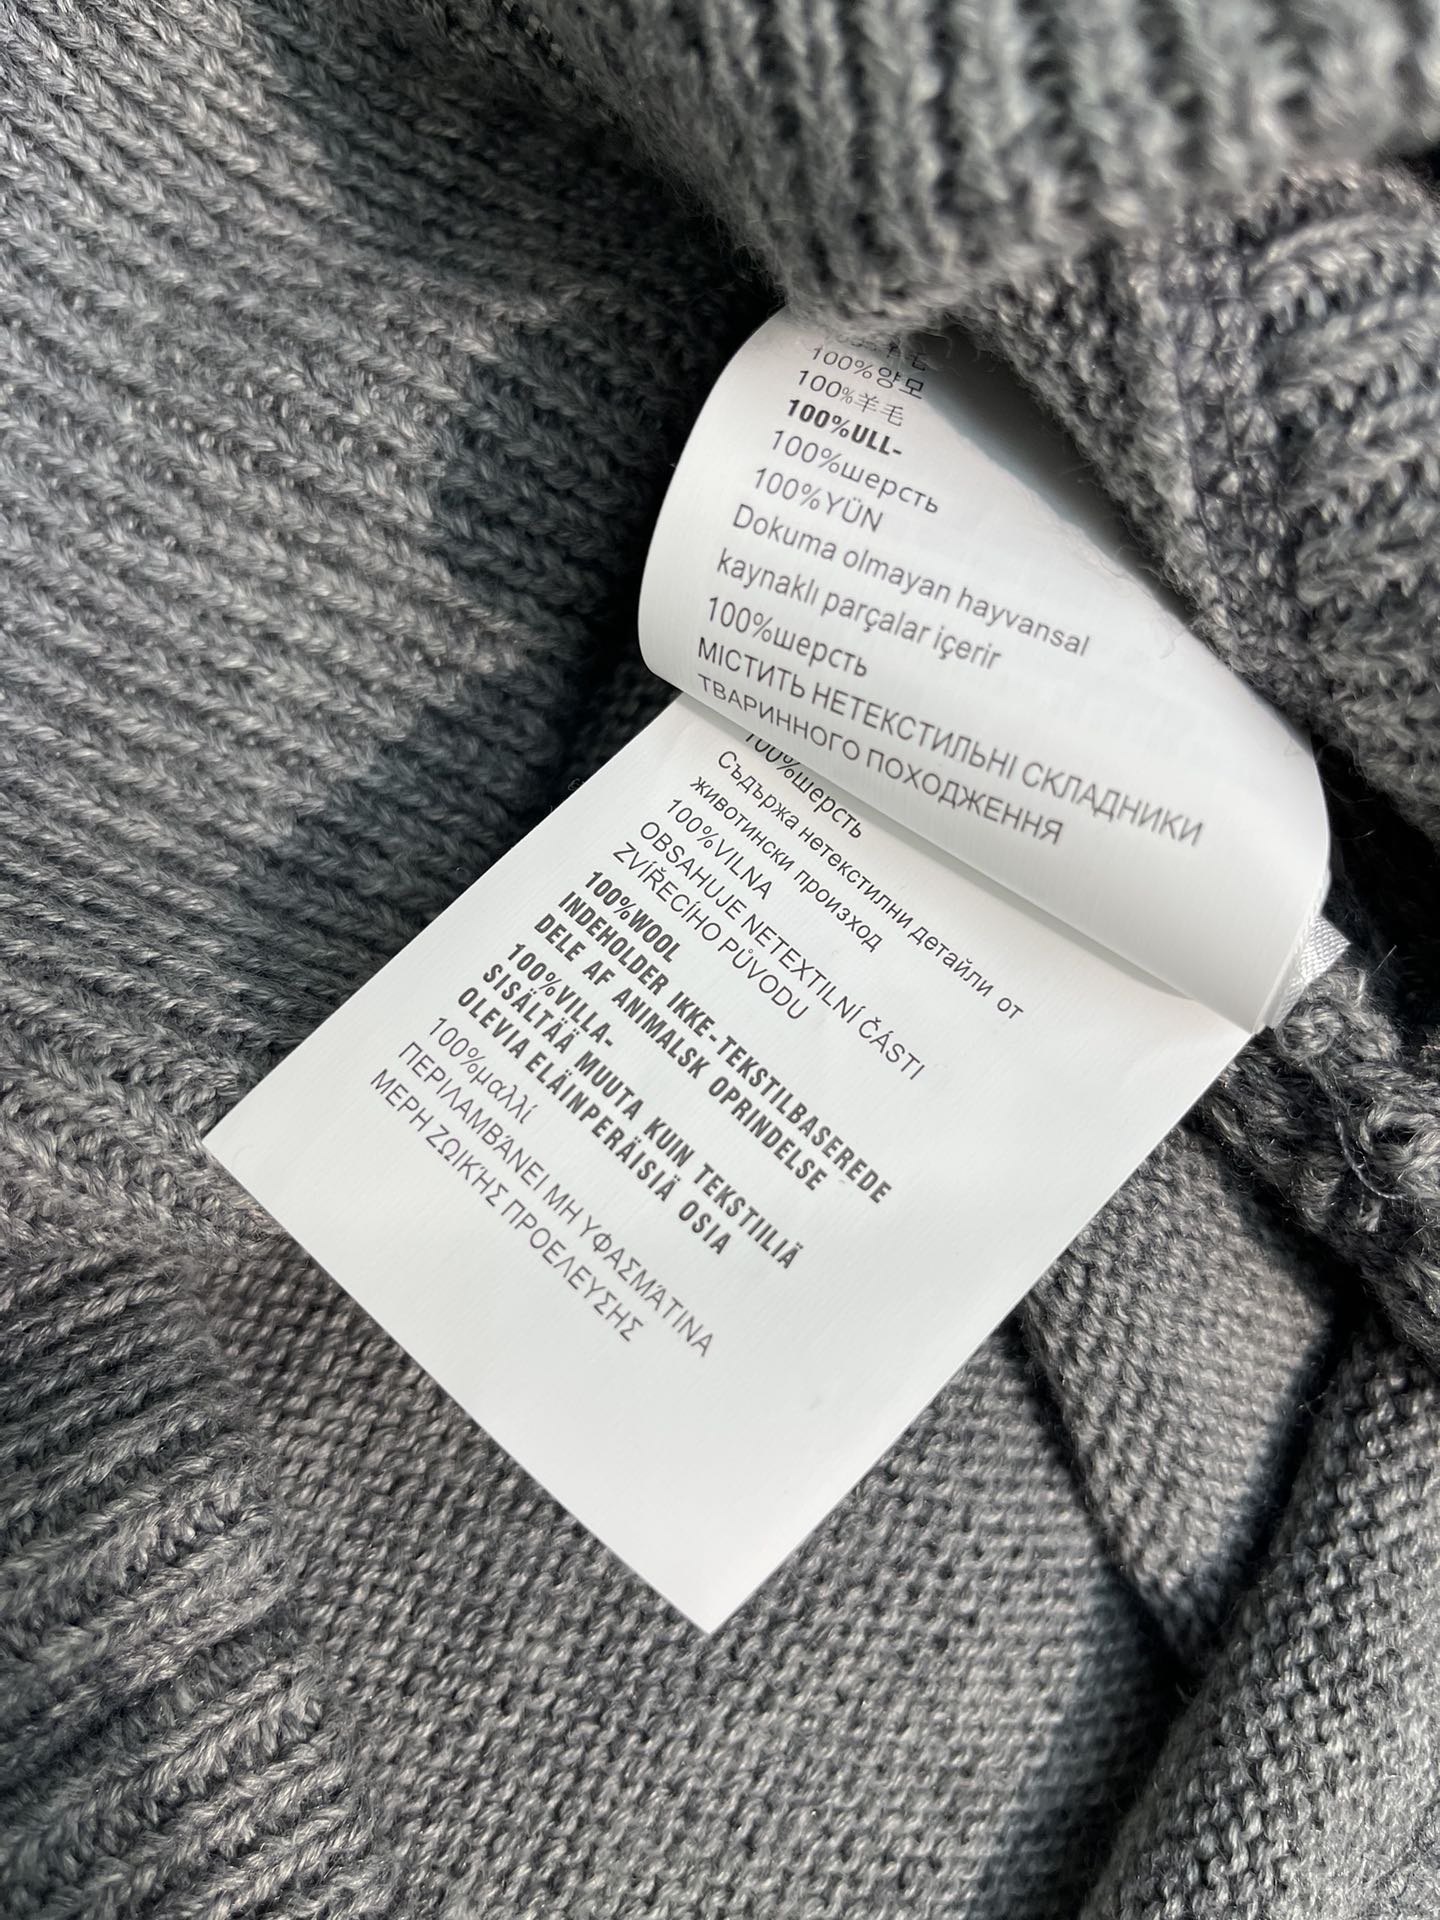 100%양모
100%羊毛
100%ULL-
100%шерсть
100%YÜN
Dokuma olmayan hayvansal
kaynaklı parçalar içerir
100%шерсть
МІСТИТЬ НЕТЕКСТИЛЬНІ СКЛАДНИКИ
ТВАРИННОГО ПОХОДЖЕННЯ
100%шерсть
Съдържа нетекстилни детайли от
животински произход
100%VILNA
OBSAHUJE NETEXTILNÍ ČÁSTI
ZVÍŘECÍHO PŮVODU
100%WOOL
INDEHOLDER IKKE-TEKSTILBASEREDE
DELE AF ANIMALSK OPRINDELSE
100%VILLA-
SISÄLTÄÄ MUUTA KUIN TEKSTIILIÄ
OLEVIA ELÄINPERÄISIÄ OSIA
100%μαλλί
ΠΕΡΙΛΑΜΒΆΝΕΙ ΜΗ ΥΦΑΣΜΆΤΙΝΑ
ΜΕΡΗ ΖΩΙΚΉΣ ΠΡΟΕΛΕΥΣΗΣ